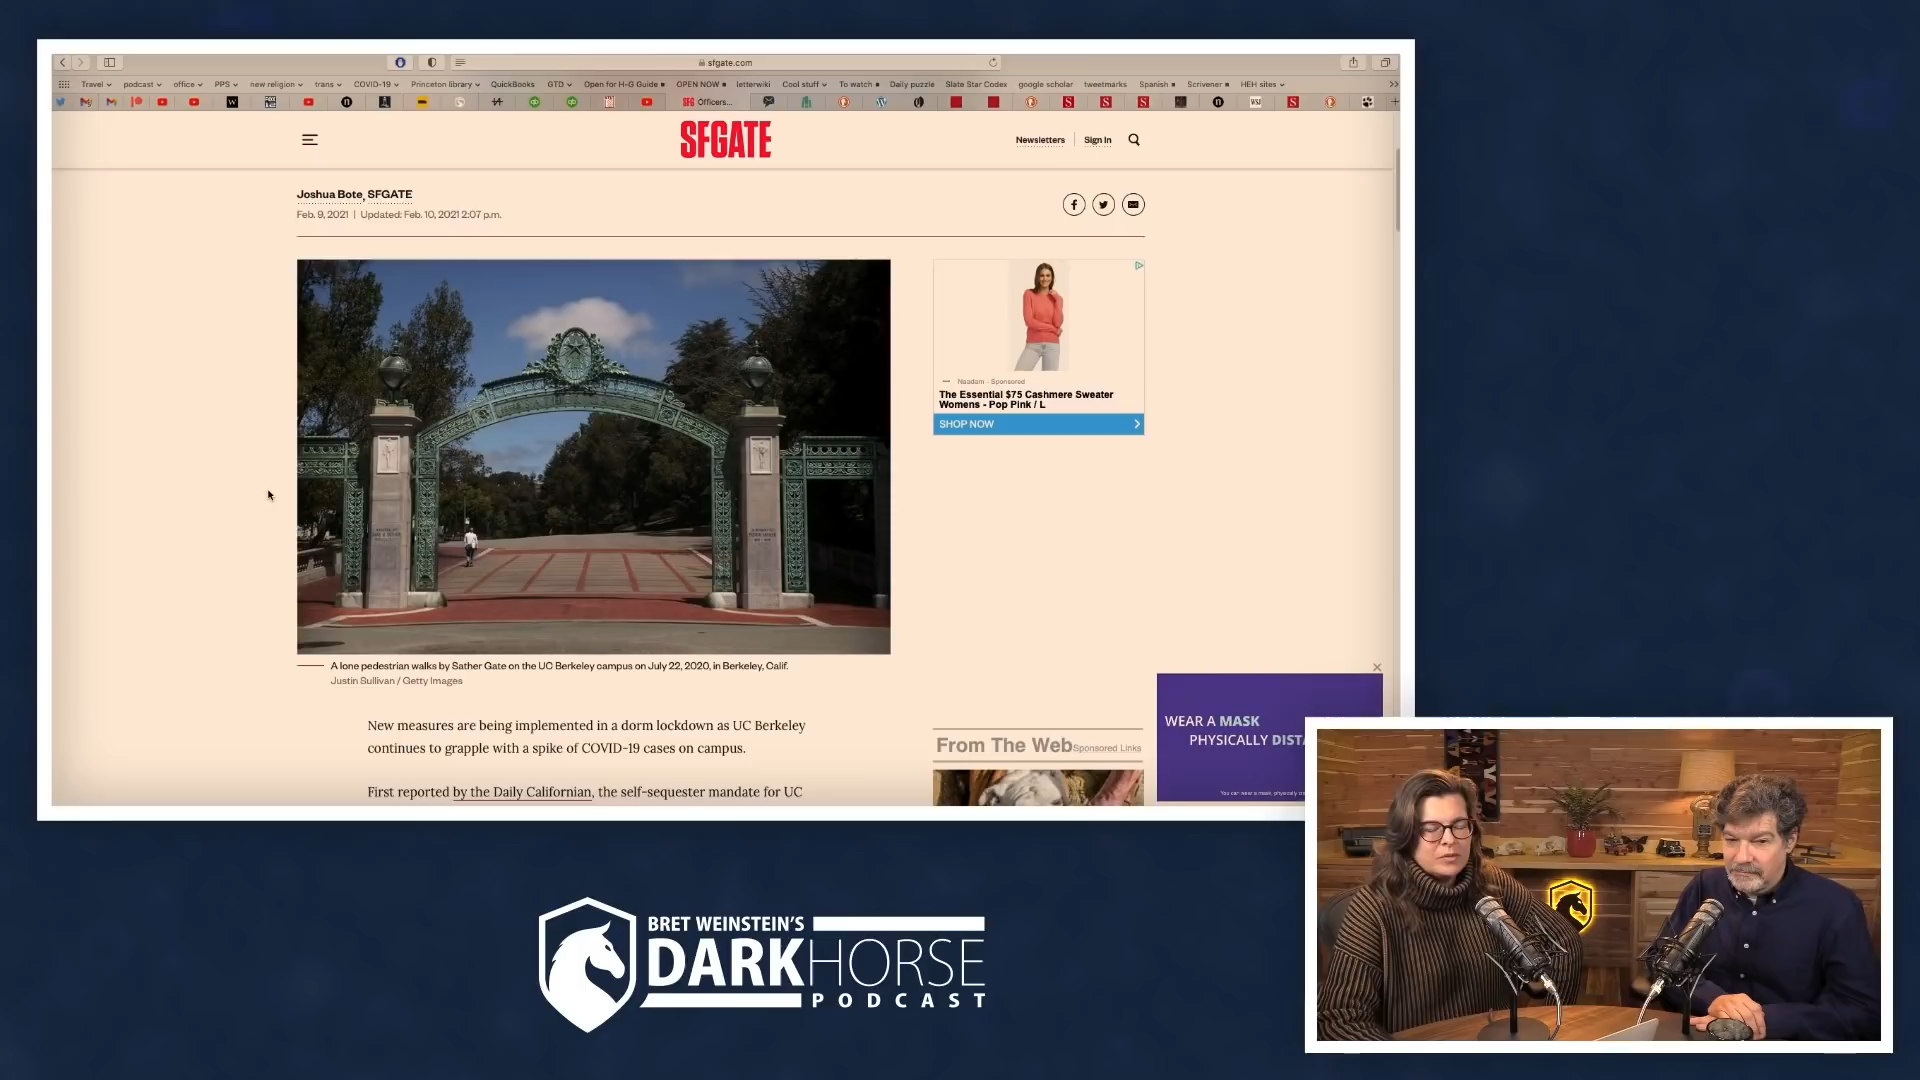 sfgate.com
Travel
podcast
office
PPS
new religion
trans
COVID-19
Princeton library
QuickBooks
GTD
Open for H-G Guide
OPEN NOW
letterwiki
Cool stuff
To watch
Daily puzzle
Slate Star Codex
google scholar
tweetmarks
Spanish
Scrivener
HEH sites
SFG Officers...
SFGATE
Newsletters
Sign In
Joshua Bote, SFGATE
Feb. 9, 2021 | Updated: Feb. 10, 2021 2:07 p.m.
Naadam - Sponsored
The Essential $75 Cashmere Sweater
Womens - Pop Pink / L
SHOP NOW
A lone pedestrian walks by Sather Gate on the UC Berkeley campus on July 22, 2020, in Berkeley, Calif.
Justin Sullivan / Getty Images
New measures are being implemented in a dorm lockdown as UC Berkeley
continues to grapple with a spike of COVID-19 cases on campus.
First reported by the Daily Californian, the self-sequester mandate for UC
From The Web
Sponsored Links
WEAR A MASK
PHYSICALLY DISTA
BRET WEINSTEIN'S
DARKHORSE
PODCAST